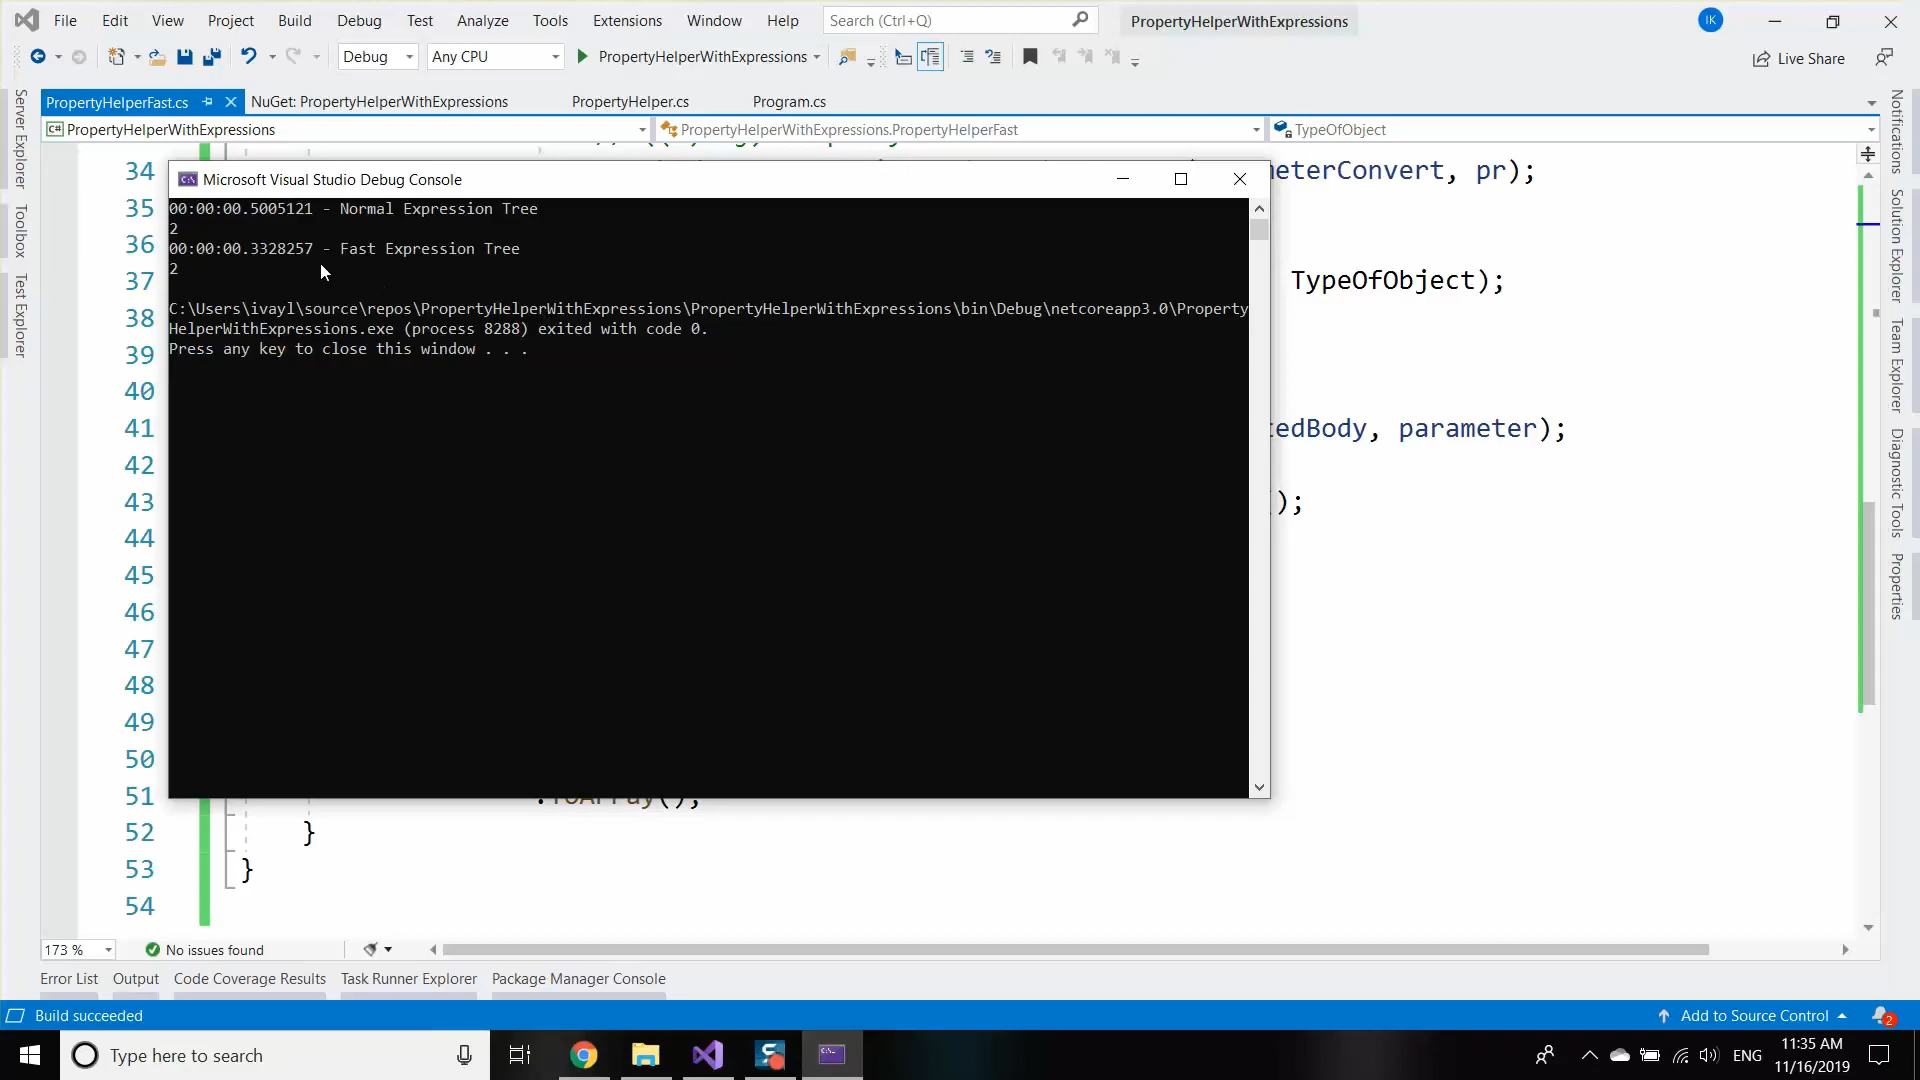 File Edit View Project Build Debug Test Analyze Tools Extensions Window Help Search (Ctrl+Q) PropertyHelperWithExpressions IK
Debug Any CPU PropertyHelperWithExpressions Live Share
PropertyHelperFast.cs NuGet: PropertyHelperWithExpressions PropertyHelper.cs Program.cs
C# PropertyHelperWithExpressions PropertyHelperWithExpressions.PropertyHelperFast TypeOfObject
Server Explorer
Toolbox
Test Explorer
Microsoft Visual Studio Debug Console
00:00:00.5005121 - Normal Expression Tree
2
00:00:00.3328257 - Fast Expression Tree
2
C:\Users\ivayl\source\repos\PropertyHelperWithExpressions\PropertyHelperWithExpressions\bin\Debug\netcoreapp3.0\Property
HelperWithExpressions.exe (process 8288) exited with code 0.
Press any key to close this window . . .
34 meterConvert, pr);
35
36
37 TypeOfObject);
38
39
40
41 tedBody, parameter);
42
43 ();
44
45
46
47
48
49
50
51 .ToArray();
52 }
53 }
54
Notifications
Solution Explorer
Team Explorer
Diagnostic Tools
Properties
173 % No issues found
Error List Output Code Coverage Results Task Runner Explorer Package Manager Console
Build succeeded Add to Source Control 2
Type here to search ENG 11:35 AM
11/16/2019